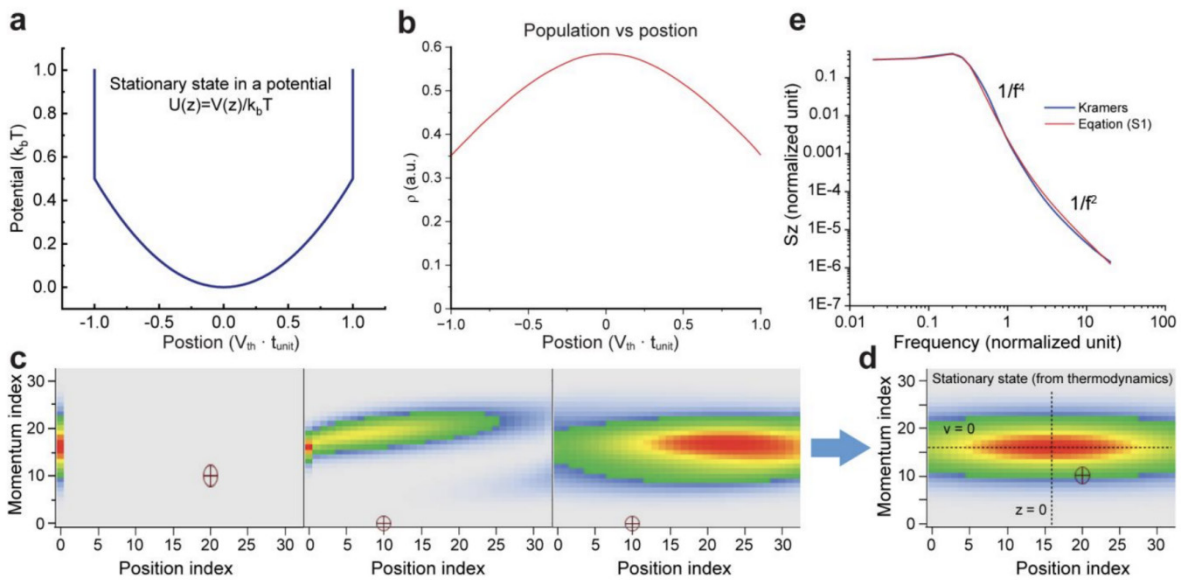 a
Stationary state in a potential
U(z)=V(z)/k_bT
Potential (k_bT)
1.0
0.8
0.6
0.4
0.2
0.0
-1.0 -0.5 0.0 0.5 1.0
Postion (V_th · t_unit)
b
Population vs postion
ρ (a.u.)
0.6
0.5
0.4
0.3
0.2
0.1
0
−1.0 −0.5 0 0.5 1.0
Postion (V_th · t_unit)
e
1/f⁴
Kramers
Eqation (S1)
1/f²
Sz (normalized unit)
0.1
0.01
0.001
1E-4
1E-5
1E-6
1E-7
0.01 0.1 1 10 100
Frequency (normalized unit)
c
Momentum index
30
20
10
0
0 5 10 15 20 25 30
0 5 10 15 20 25 30
0 5 10 15 20 25 30
Position index
Position index
Position index
d
Stationary state (from thermodynamics)
v = 0
z = 0
Momentum index
30
20
10
0
0 5 10 15 20 25 30
Position index